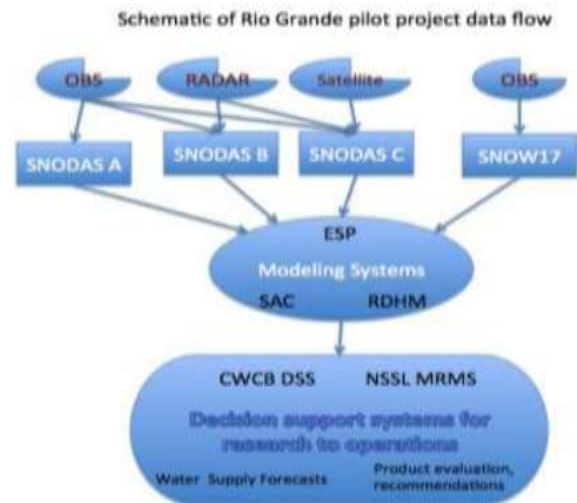 Schematic of Rio Grande pilot project data flow
OBS RADAR Satellite OBS
SNODAS A SNODAS B SNODAS C SNOW17
ESP
Modeling Systems
SAC RDHM
CWCB DSS NSSL MRMS
Decision support systems for
research to operations
Water Supply Forecasts
Product evaluation,
recommendations